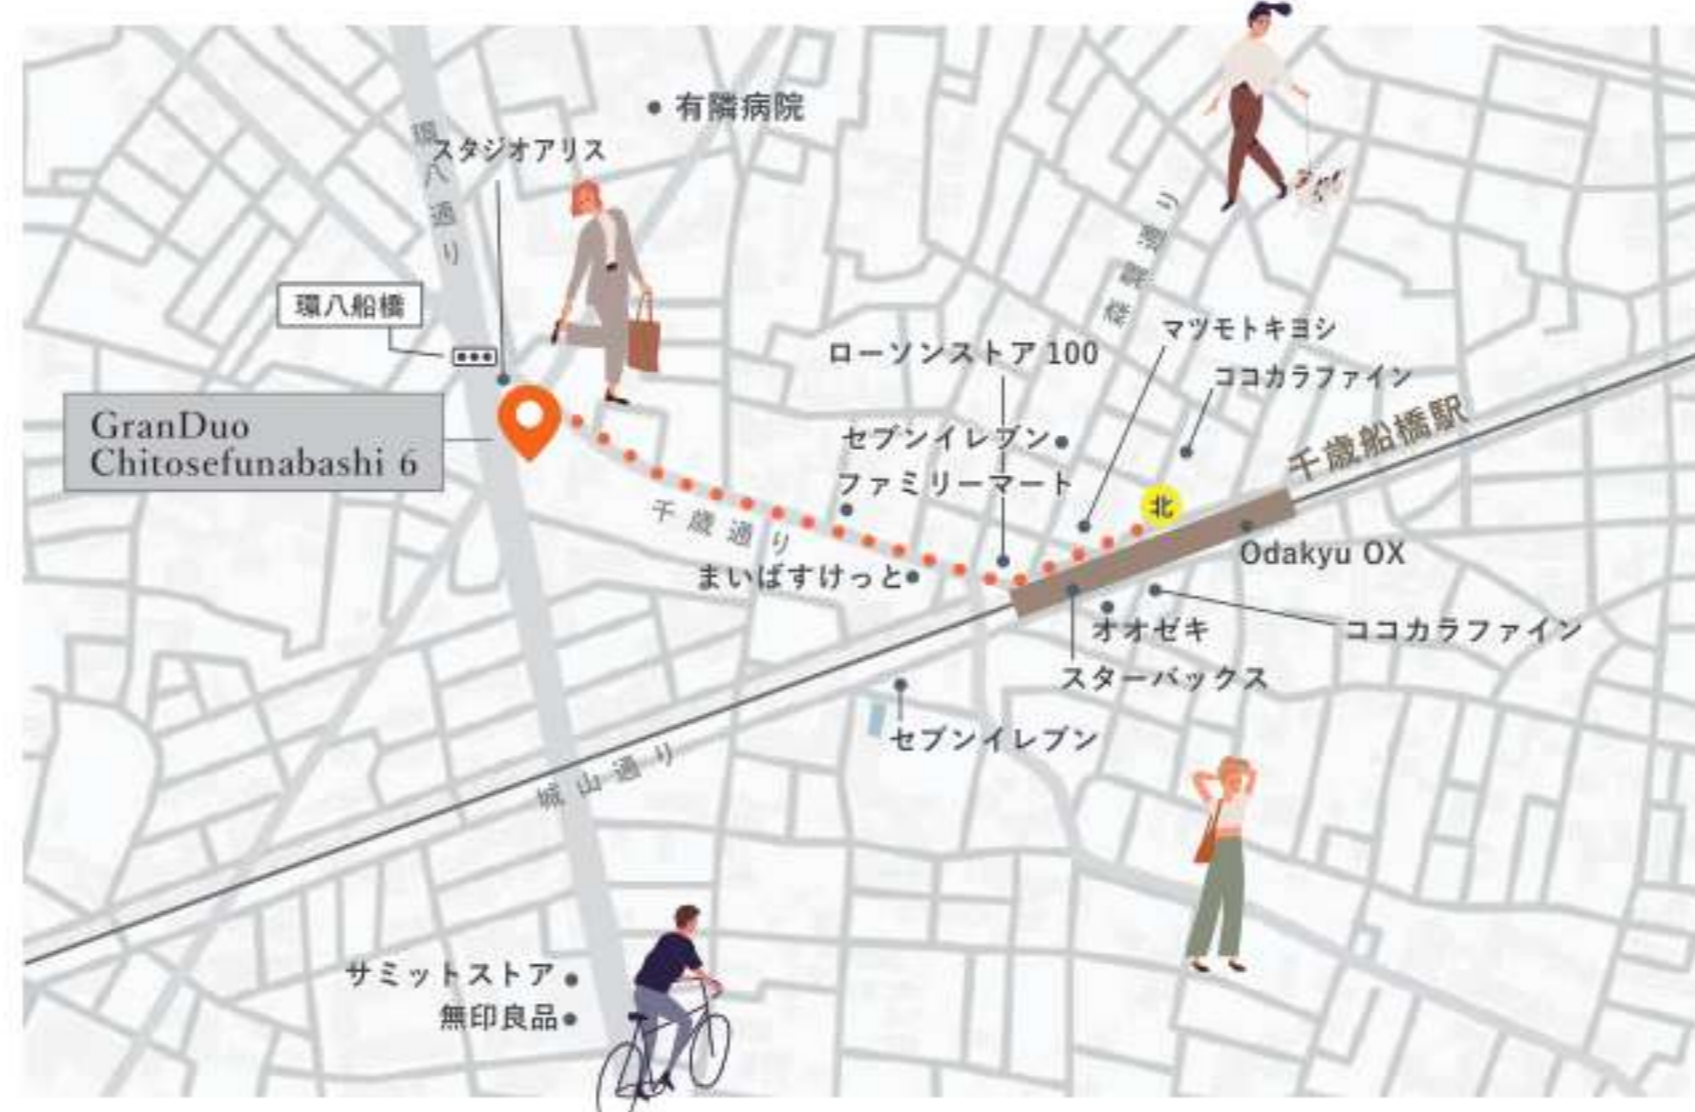 有隣病院
スタジオアリス
環八通り
環八船橋
GranDuo
Chitosefunabashi 6
森繁通り
マツモトキヨシ
ローソンストア 100
ココカラファイン
セブンイレブン
ファミリーマート
千歳船橋駅
北
千歳通り
まいばすけっと
Odakyu OX
オオゼキ
ココカラファイン
スターバックス
セブンイレブン
城山通り
サミットストア
無印良品